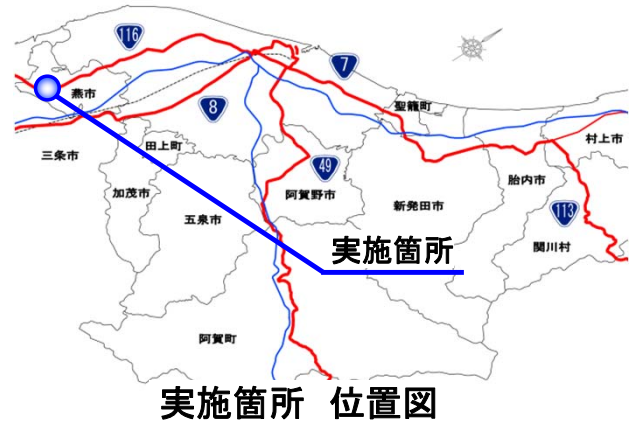 116
7
燕市
8
聖籠町
三条市
田上町
村上市
49
加茂市
阿賀野市
胎内市
五泉市
新発田市
113
実施箇所
関川村
阿賀町
実施箇所 位置図